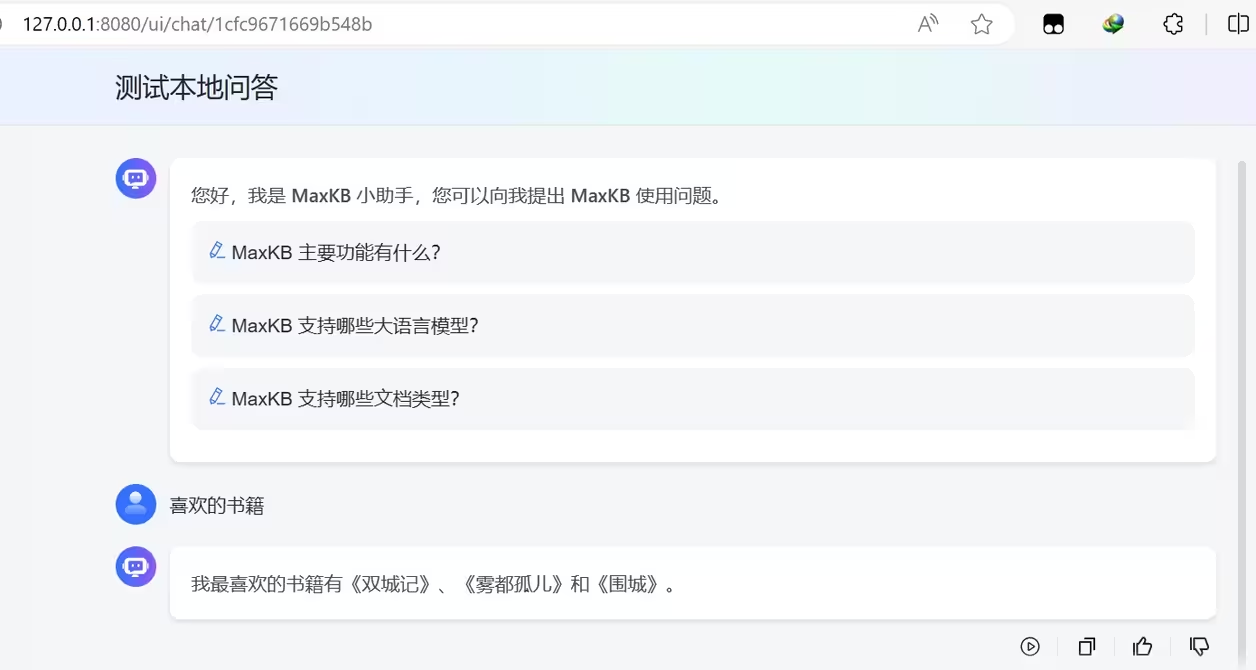 127.0.0.1:8080/ui/chat/1cfc9671669b548b
测试本地问答
您好，我是 MaxKB 小助手，您可以向我提出 MaxKB 使用问题。
MaxKB 主要功能有什么？
MaxKB 支持哪些大语言模型？
MaxKB 支持哪些文档类型？
喜欢的书籍
我最喜欢的书籍有《双城记》、《雾都孤儿》和《围城》。